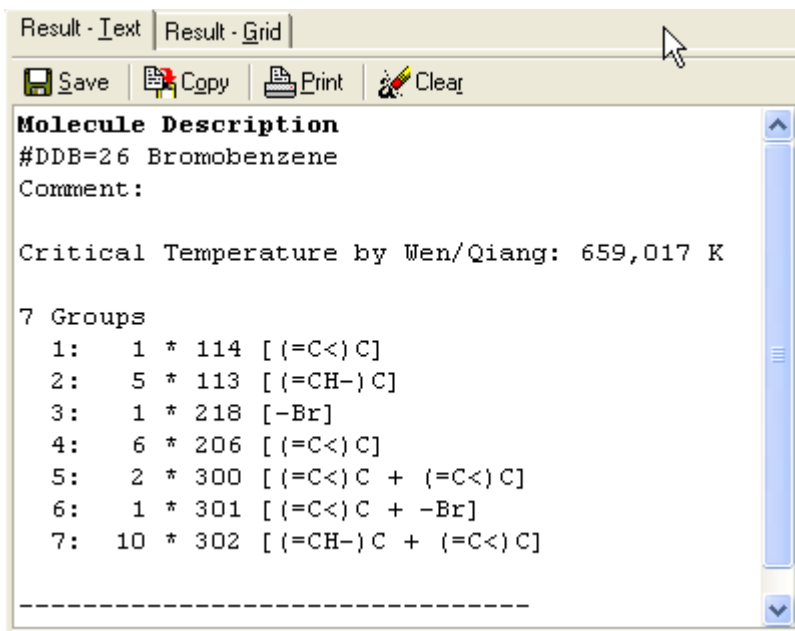 Result - Text Result - Grid
Save Copy Print Clear
Molecule Description
#DDB=26 Bromobenzene
Comment:
Critical Temperature by Wen/Qiang: 659,017 K
7 Groups
1: 1 * 114 [(=C<)C]
2: 5 * 113 [(=CH-)C]
3: 1 * 218 [-Br]
4: 6 * 206 [(=C<)C]
5: 2 * 300 [(=C<)C + (=C<)C]
6: 1 * 301 [(=C<)C + -Br]
7: 10 * 302 [(=CH-)C + (=C<)C]
--------------------------------